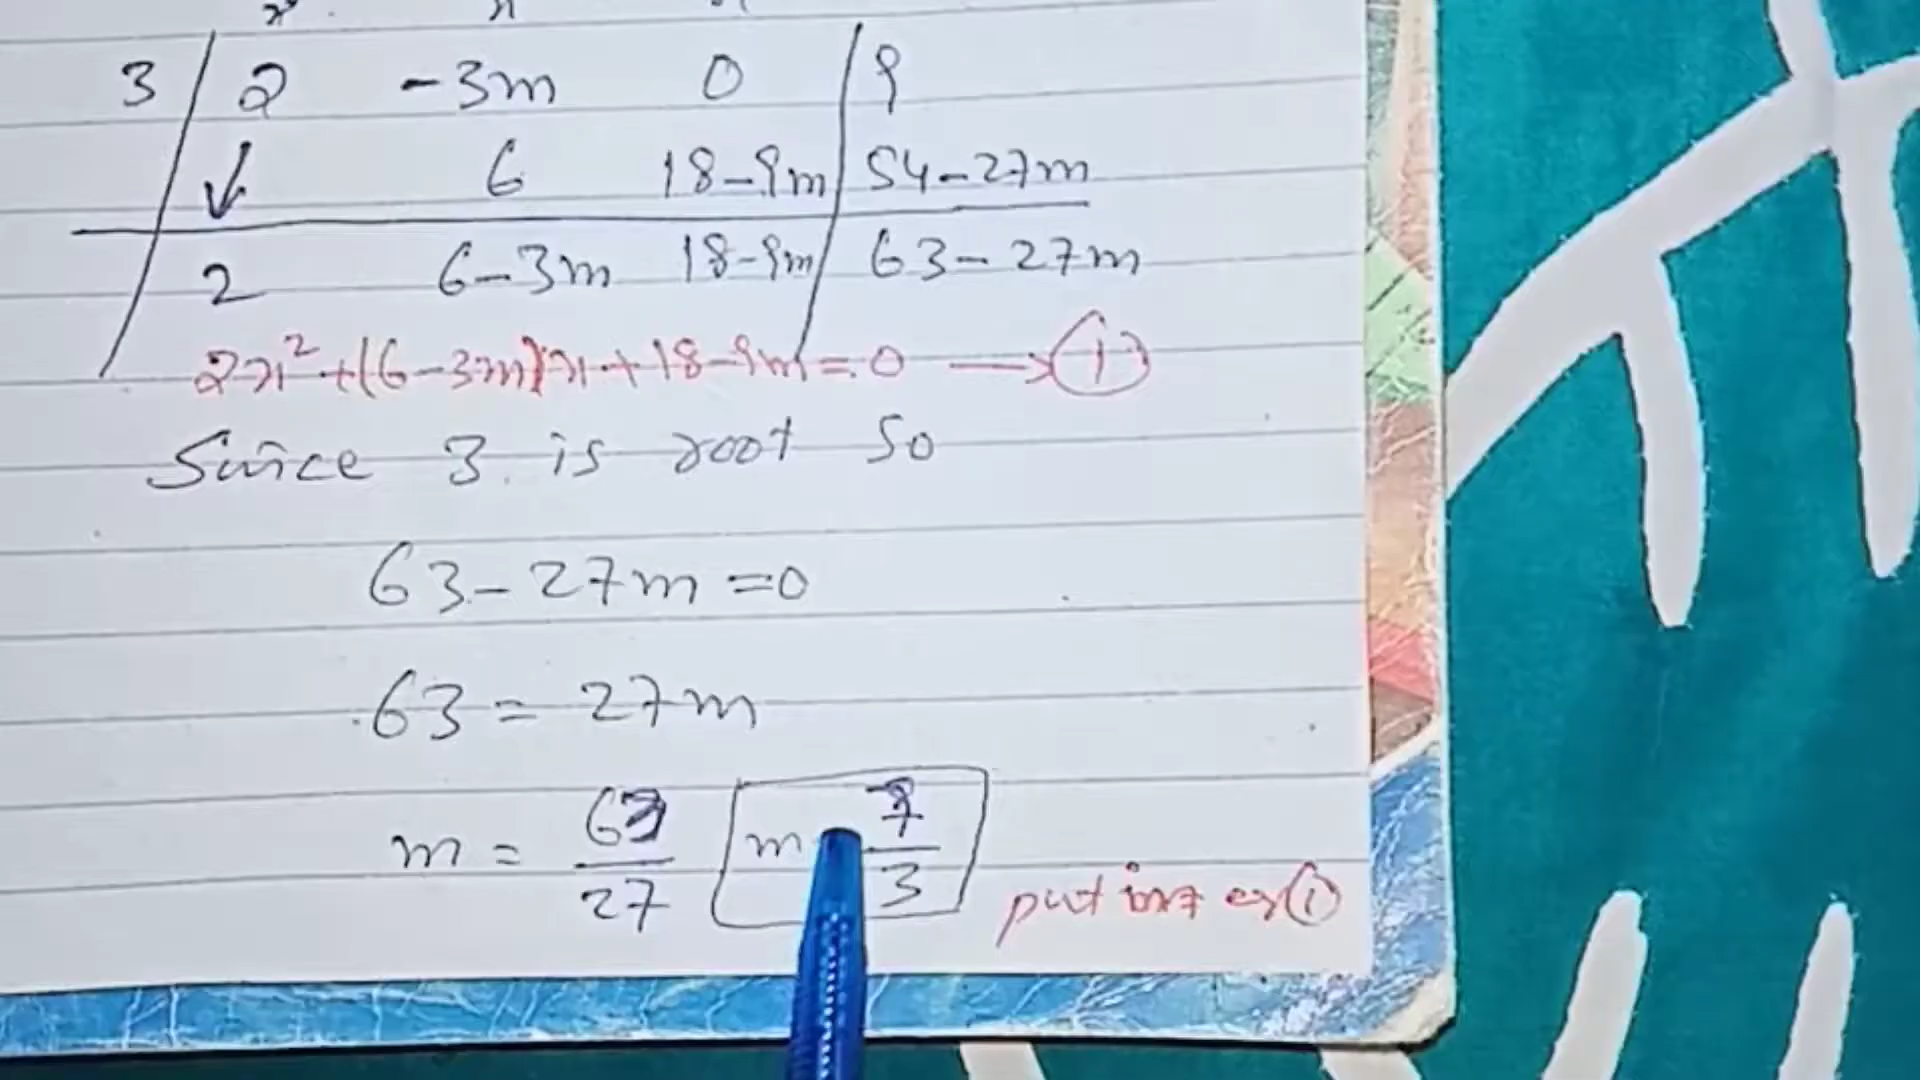 3 2 -3m 0 9
↓ 6 18-9m 54-27m
2 6-3m 18-9m 63-27m
2x²+(6-3m)x+18-9m=0 → ①
Since 3 is root So
63-27m=0
63 = 27m
m = 63/27 m 7/3
put in eq ①